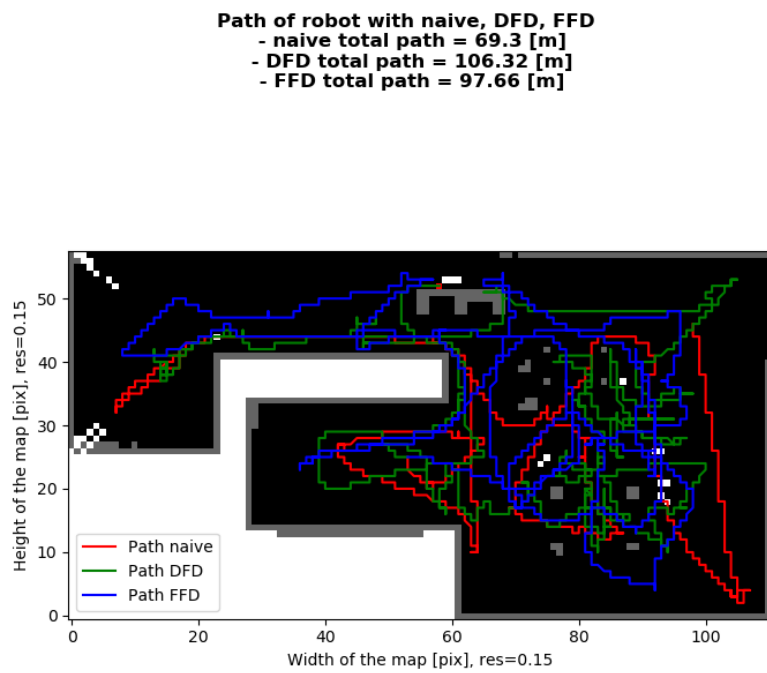 Path of robot with naive, DFD, FFD
- naive total path = 69.3 [m]
- DFD total path = 106.32 [m]
- FFD total path = 97.66 [m]
Height of the map [pix], res=0.15
50
40
30
20
10
0
Path naive
Path DFD
Path FFD
0 20 40 60 80 100
Width of the map [pix], res=0.15